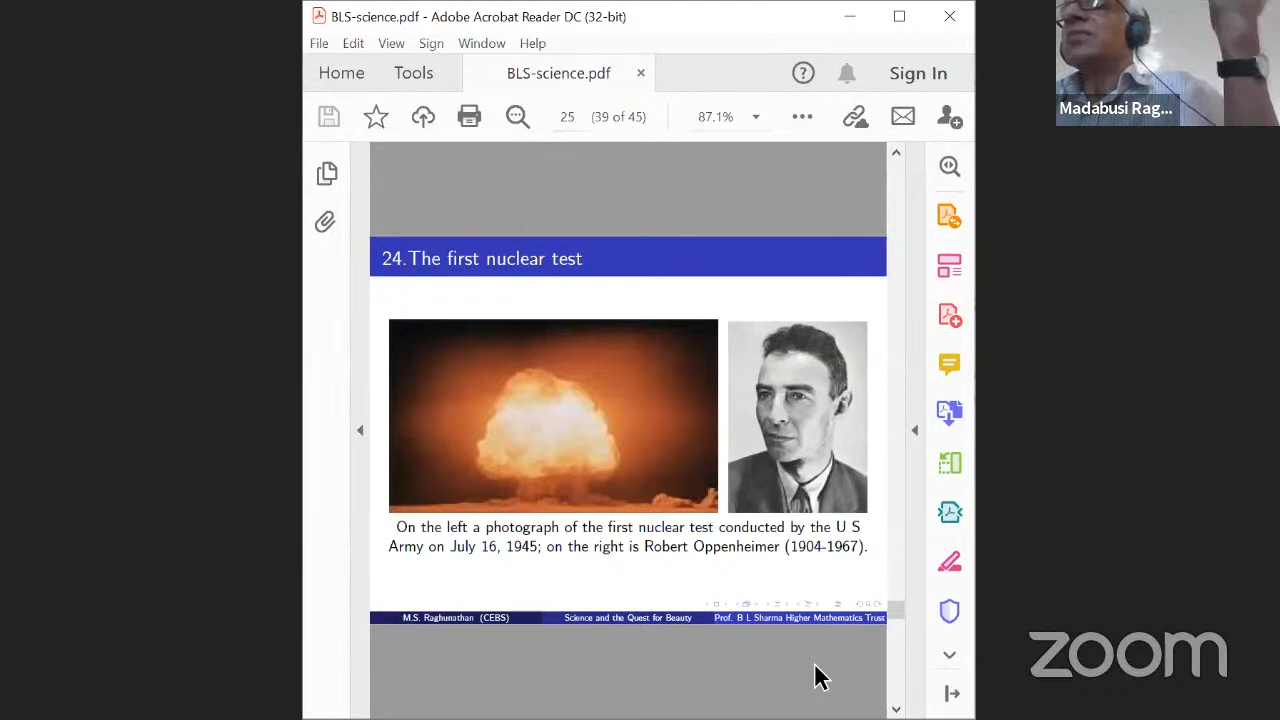 BLS-science.pdf - Adobe Acrobat Reader DC (32-bit)
File Edit View Sign Window Help
Home Tools BLS-science.pdf × Sign In
25 (39 of 45) 87.1%
Madabusi Rag...
24.The first nuclear test
On the left a photograph of the first nuclear test conducted by the U S
Army on July 16, 1945; on the right is Robert Oppenheimer (1904-1967).
M.S. Raghunathan (CEBS) Science and the Quest for Beauty Prof. B L Sharma Higher Mathematics Trust
zoom